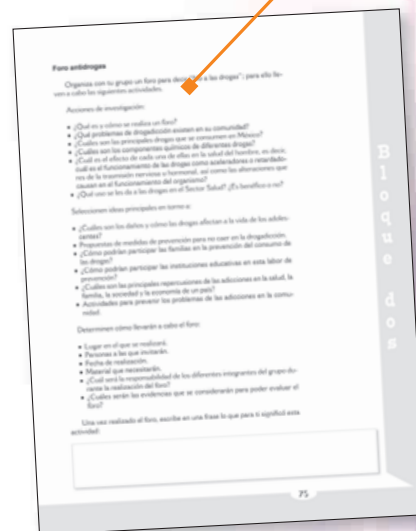 Foro antidrogas
Organiza con tu grupo un foro para decir "No a las drogas"; para ello lle-
ven a cabo las siguientes actividades.
Acciones de investigación:
• ¿Qué es y cómo se realiza un foro?
• ¿Qué problemas de drogadicción existen en su comunidad?
• ¿Cuáles son las principales drogas que se consumen en México?
• ¿Cuáles son los componentes químicos de diferentes drogas?
• ¿Cuál es el efecto de cada una de ellas en la salud del hombre, es decir,
cuál es el funcionamiento de las drogas como aceleradores o retardado-
res de la trasmisión nerviosa o hormonal, así como las alteraciones que
causan en el funcionamiento del organismo?
• ¿Qué uso se les da a las drogas en el Sector Salud? ¿Es benéfico o no?
Seleccionen ideas principales en torno a:
• ¿Cuáles son los daños y cómo las drogas afectan a la vida de los adoles-
centes?
• Propuestas de medidas de prevención para no caer en la drogadicción.
• ¿Cómo podrían participar las familias en la prevención del consumo de
las drogas?
• ¿Cómo podrían participar las instituciones educativas en esta labor de
prevención?
• ¿Cuáles son las principales repercusiones de las adicciones en la salud, la
familia, la sociedad y la economía de un país?
• Actividades para prevenir los problemas de las adicciones en la comu-
nidad.
Determinen cómo llevarán a cabo el foro:
• Lugar en el que se realizará.
• Personas a las que invitarán.
• Fecha de realización.
• Material que necesitarán.
• ¿Cuál será la responsabilidad de los diferentes integrantes del grupo du-
rante la realización del foro?
• ¿Cuáles serán las evidencias que se considerarán para poder evaluar el
foro?
Una vez realizado el foro, escribe en una frase lo que para ti significó esta
actividad:
75
Bloque dos